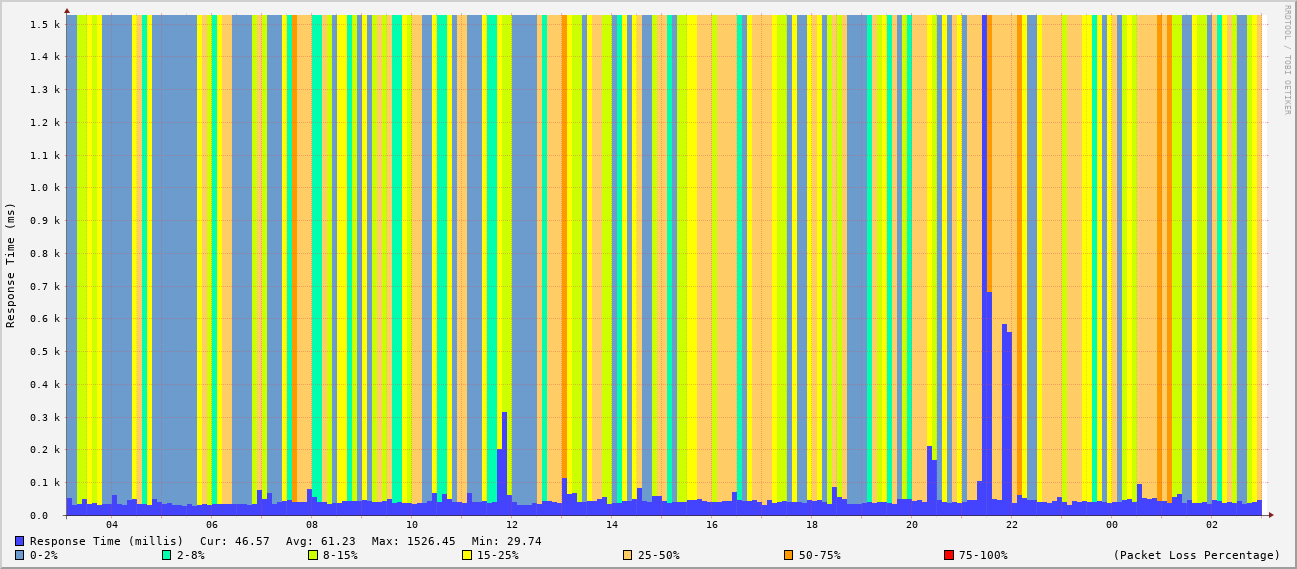 RRDTOOL / TOBI OETIKER
Response Time (ms)
1.5 k
1.4 k
1.3 k
1.2 k
1.1 k
1.0 k
0.9 k
0.8 k
0.7 k
0.6 k
0.5 k
0.4 k
0.3 k
0.2 k
0.1 k
0.0
04 06 08 10 12 14 16 18 20 22 00 02
Response Time (millis) Cur: 46.57 Avg: 61.23 Max: 1526.45 Min: 29.74
0-2% 2-8% 8-15% 15-25% 25-50% 50-75% 75-100% (Packet Loss Percentage)